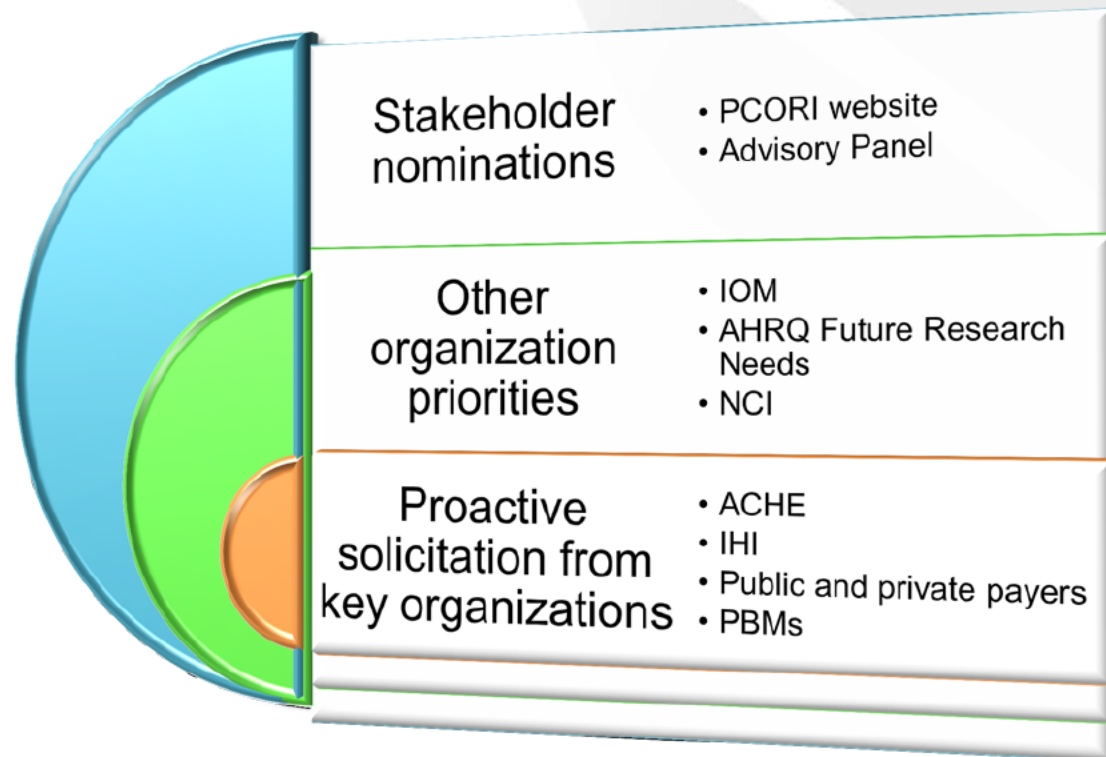 Stakeholder
nominations
• PCORI website
• Advisory Panel
Other
organization
priorities
• IOM
• AHRQ Future Research
Needs
• NCI
Proactive
solicitation from
key organizations
• ACHE
• IHI
• Public and private payers
• PBMs